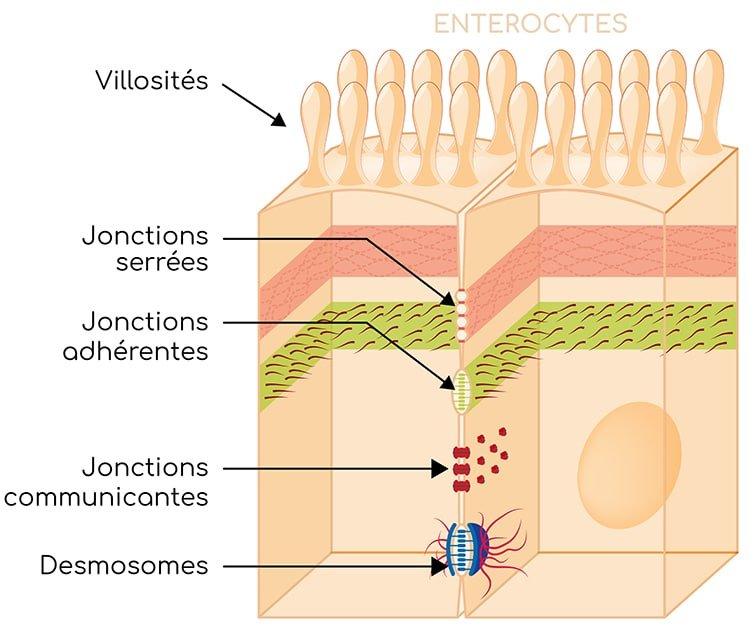 ENTEROCYTES
Villosités
Jonctions
serrées
Jonctions
adhérentes
Jonctions
communicantes
Desmosomes